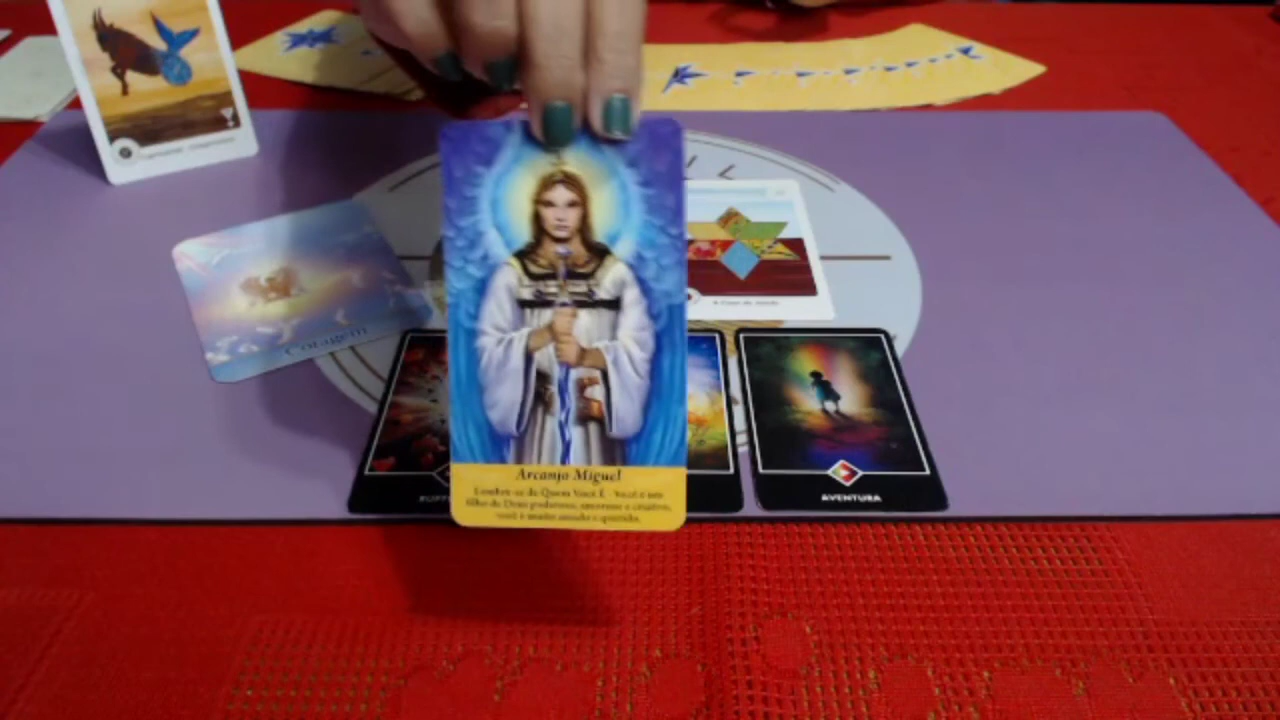 Coragem
Arcanjo Miguel
Lembre-se de Quem Você É - Você é um
filho de Deus poderoso, amoroso e criativo,
você é muito amado e querido.
AVENTURA